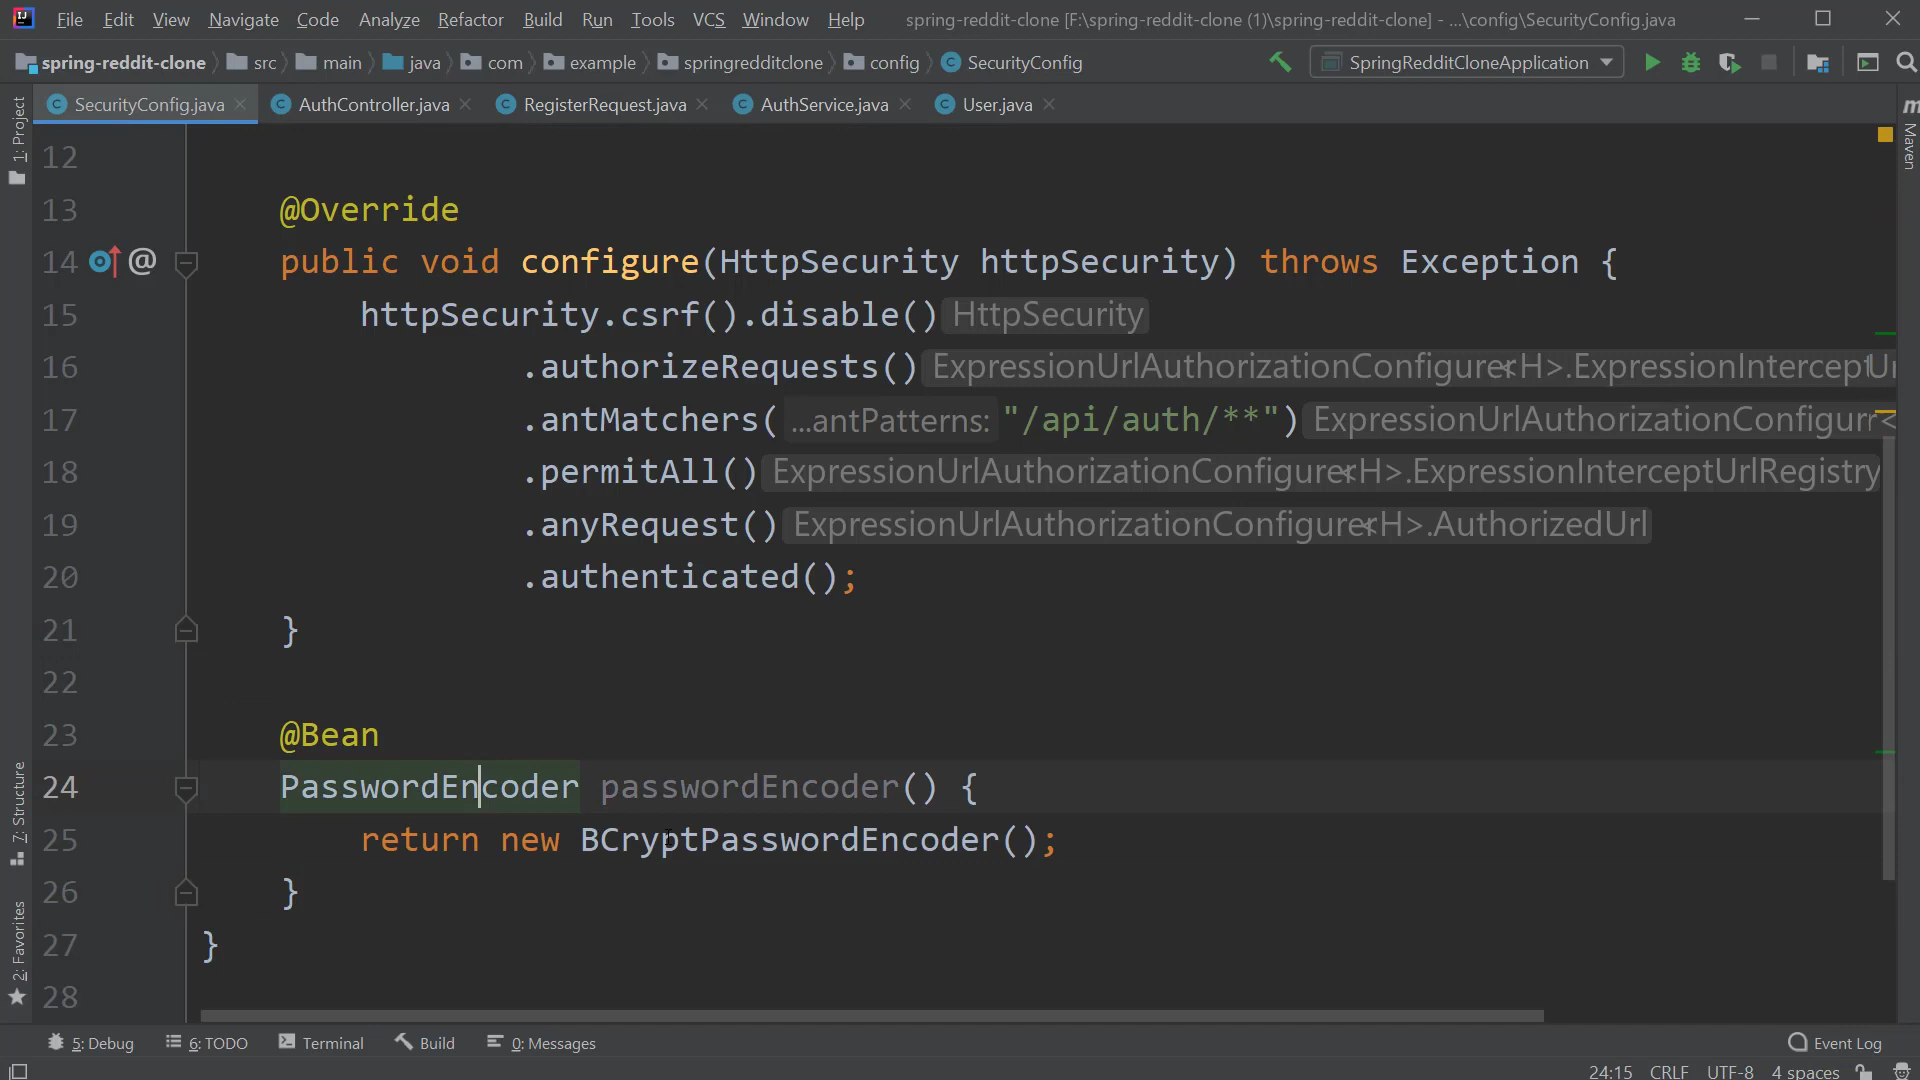 File Edit View Navigate Code Analyze Refactor Build Run Tools VCS Window Help spring-reddit-clone [F:\spring-reddit-clone (1)\spring-reddit-clone] - ...\config\SecurityConfig.java
spring-reddit-clone src main java com example springredditclone config SecurityConfig SpringRedditCloneApplication
SecurityConfig.java AuthController.java RegisterRequest.java AuthService.java User.java
1: Project
m Maven
12
13 @Override
14 @ public void configure(HttpSecurity httpSecurity) throws Exception {
15 httpSecurity.csrf().disable() HttpSecurity
16 .authorizeRequests() ExpressionUrlAuthorizationConfigurer<H>.ExpressionInterceptU
17 .antMatchers( ...antPatterns: "/api/auth/**") ExpressionUrlAuthorizationConfigurr<
18 .permitAll() ExpressionUrlAuthorizationConfigurer<H>.ExpressionInterceptUrlRegistry
19 .anyRequest() ExpressionUrlAuthorizationConfigurer<H>.AuthorizedUrl
20 .authenticated();
21 }
22
23 @Bean
24 PasswordEncoder passwordEncoder() {
25 return new BCryptPasswordEncoder();
26 }
27 }
28
7: Structure
2: Favorites
5: Debug 6: TODO Terminal Build 0: Messages Event Log
24:15 CRLF UTF-8 4 spaces